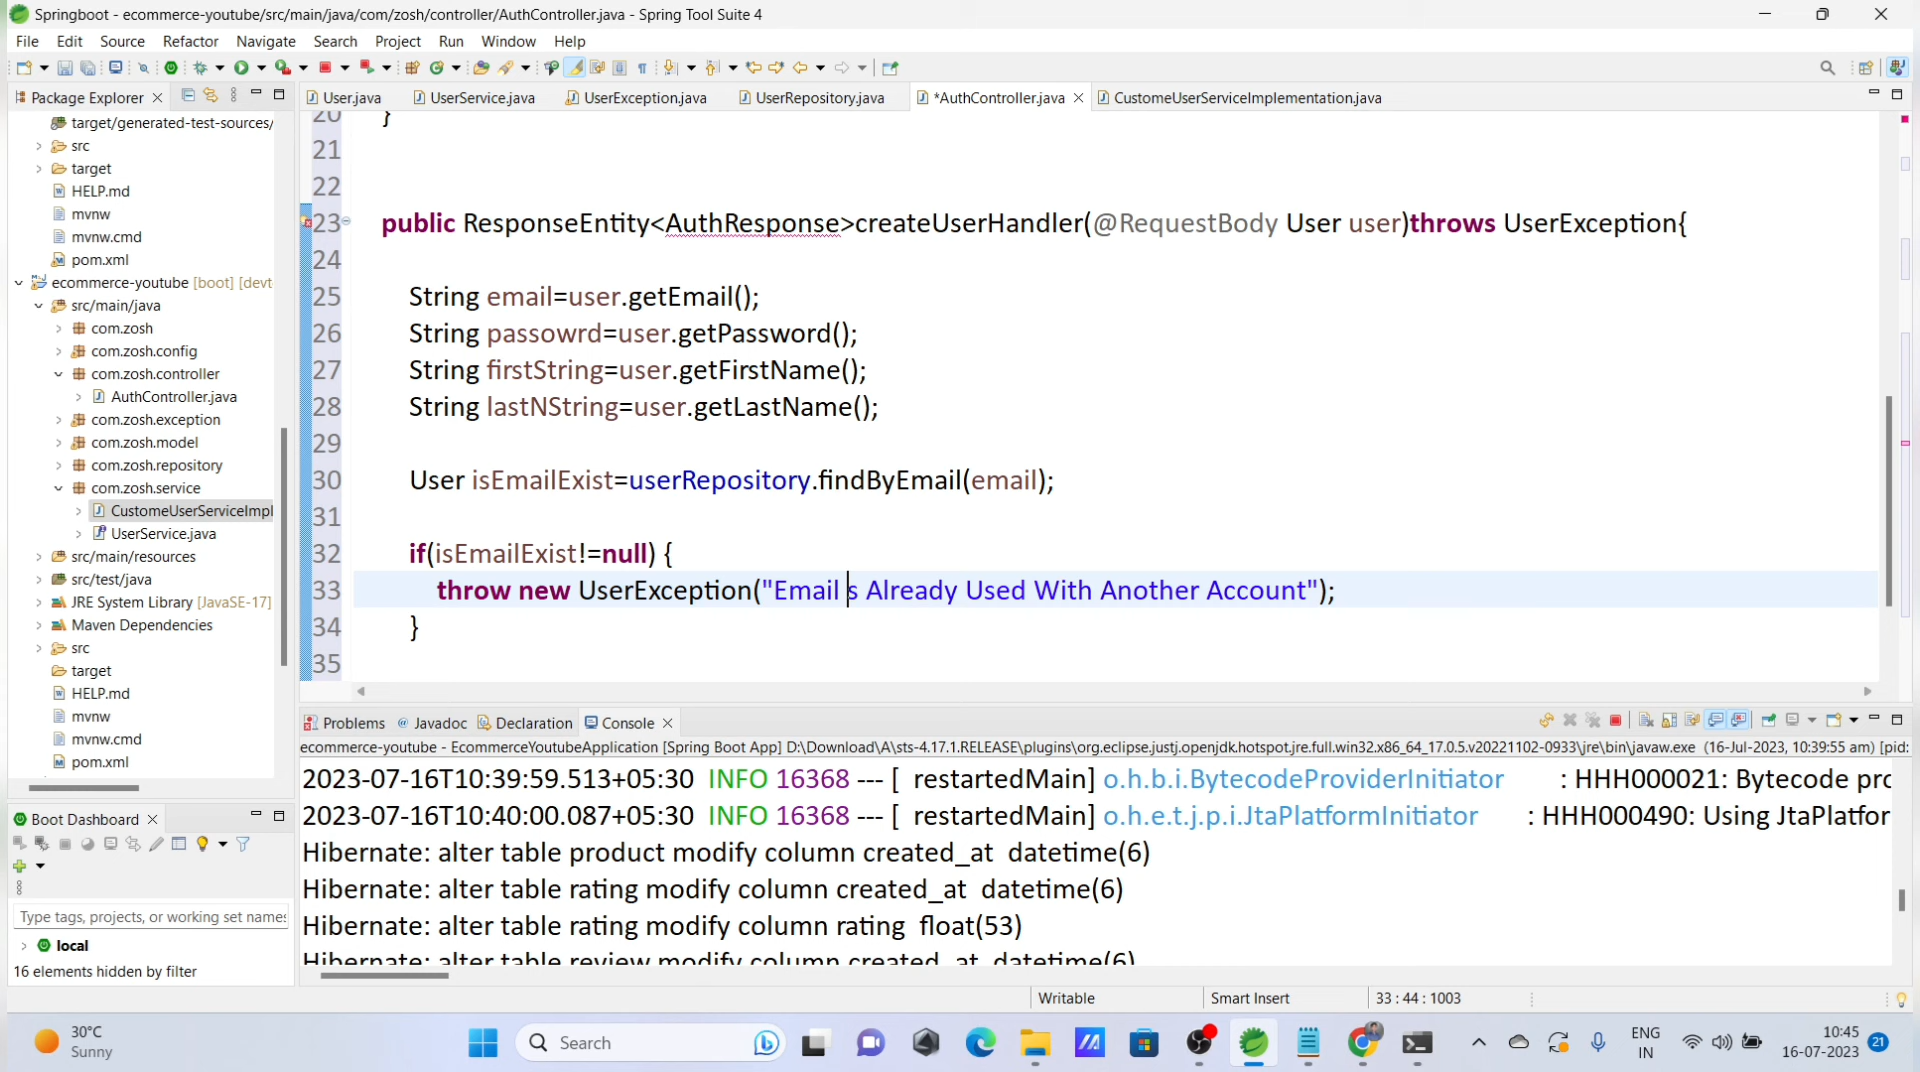 Springboot - ecommerce-youtube/src/main/java/com/zosh/controller/AuthController.java - Spring Tool Suite 4
File Edit Source Refactor Navigate Search Project Run Window Help
Package Explorer
target/generated-test-sources/
src
target
HELP.md
mvnw
mvnw.cmd
pom.xml
ecommerce-youtube [boot] [devt
src/main/java
com.zosh
com.zosh.config
com.zosh.controller
AuthController.java
com.zosh.exception
com.zosh.model
com.zosh.repository
com.zosh.service
CustomeUserServiceImpl
UserService.java
src/main/resources
src/test/java
JRE System Library [JavaSE-17]
Maven Dependencies
src
target
HELP.md
mvnw
mvnw.cmd
pom.xml
Boot Dashboard
Type tags, projects, or working set names
local
16 elements hidden by filter
User.java UserService.java UserException.java UserRepository.java *AuthController.java CustomeUserServiceImplementation.java
20 }
21
22
23 public ResponseEntity<AuthResponse>createUserHandler(@RequestBody User user)throws UserException{
24
25 String email=user.getEmail();
26 String passowrd=user.getPassword();
27 String firstString=user.getFirstName();
28 String lastNString=user.getLastName();
29
30 User isEmailExist=userRepository.findByEmail(email);
31
32 if(isEmailExist!=null) {
33 throw new UserException("Email s Already Used With Another Account");
34 }
35
Problems @ Javadoc Declaration Console
ecommerce-youtube - EcommerceYoutubeApplication [Spring Boot App] D:\Download\A\sts-4.17.1.RELEASE\plugins\org.eclipse.justj.openjdk.hotspot.jre.full.win32.x86_64_17.0.5.v20221102-0933\jre\bin\javaw.exe (16-Jul-2023, 10:39:55 am) [pid:
2023-07-16T10:39:59.513+05:30 INFO 16368 --- [ restartedMain] o.h.b.i.BytecodeProviderInitiator : HHH000021: Bytecode pro
2023-07-16T10:40:00.087+05:30 INFO 16368 --- [ restartedMain] o.h.e.t.j.p.i.JtaPlatformInitiator : HHH000490: Using JtaPlatfor
Hibernate: alter table product modify column created_at datetime(6)
Hibernate: alter table rating modify column created_at datetime(6)
Hibernate: alter table rating modify column rating float(53)
Hibernate: alter table review modify column created_at datetime(6)
Writable Smart Insert 33 : 44 : 1003
30°C
Sunny
Search
ENG
IN
10:45
16-07-2023
21